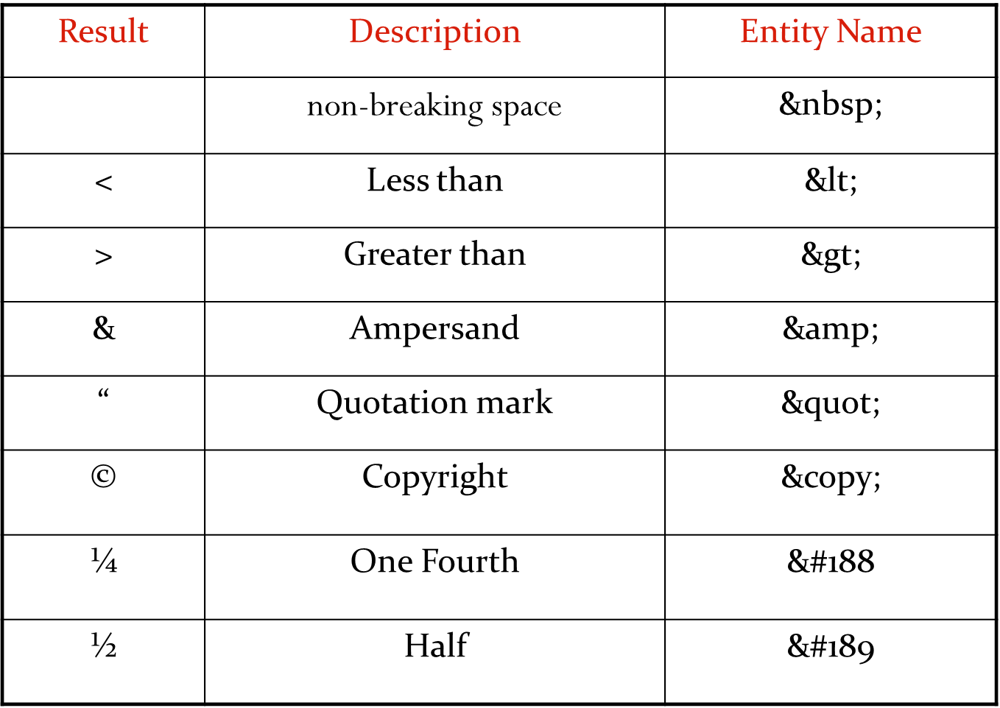 Result Description Entity Name
non-breaking space &nbsp;
< Less than &lt;
> Greater than &gt;
& Ampersand &amp;
“ Quotation mark &quot;
© Copyright &copy;
¼ One Fourth &#188
½ Half &#189